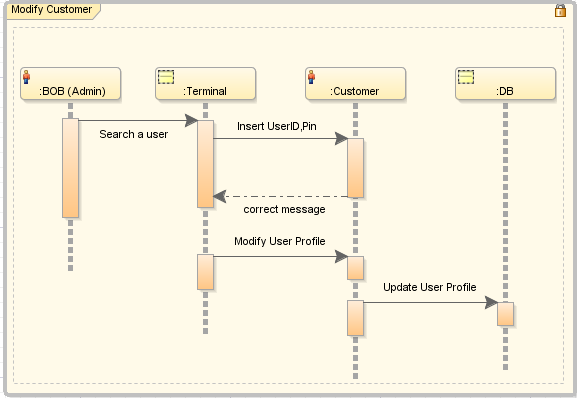 Modify Customer
:BOB (Admin)
:Terminal
:Customer
:DB
Search a user
Insert UserID,Pin
correct message
Modify User Profile
Update User Profile